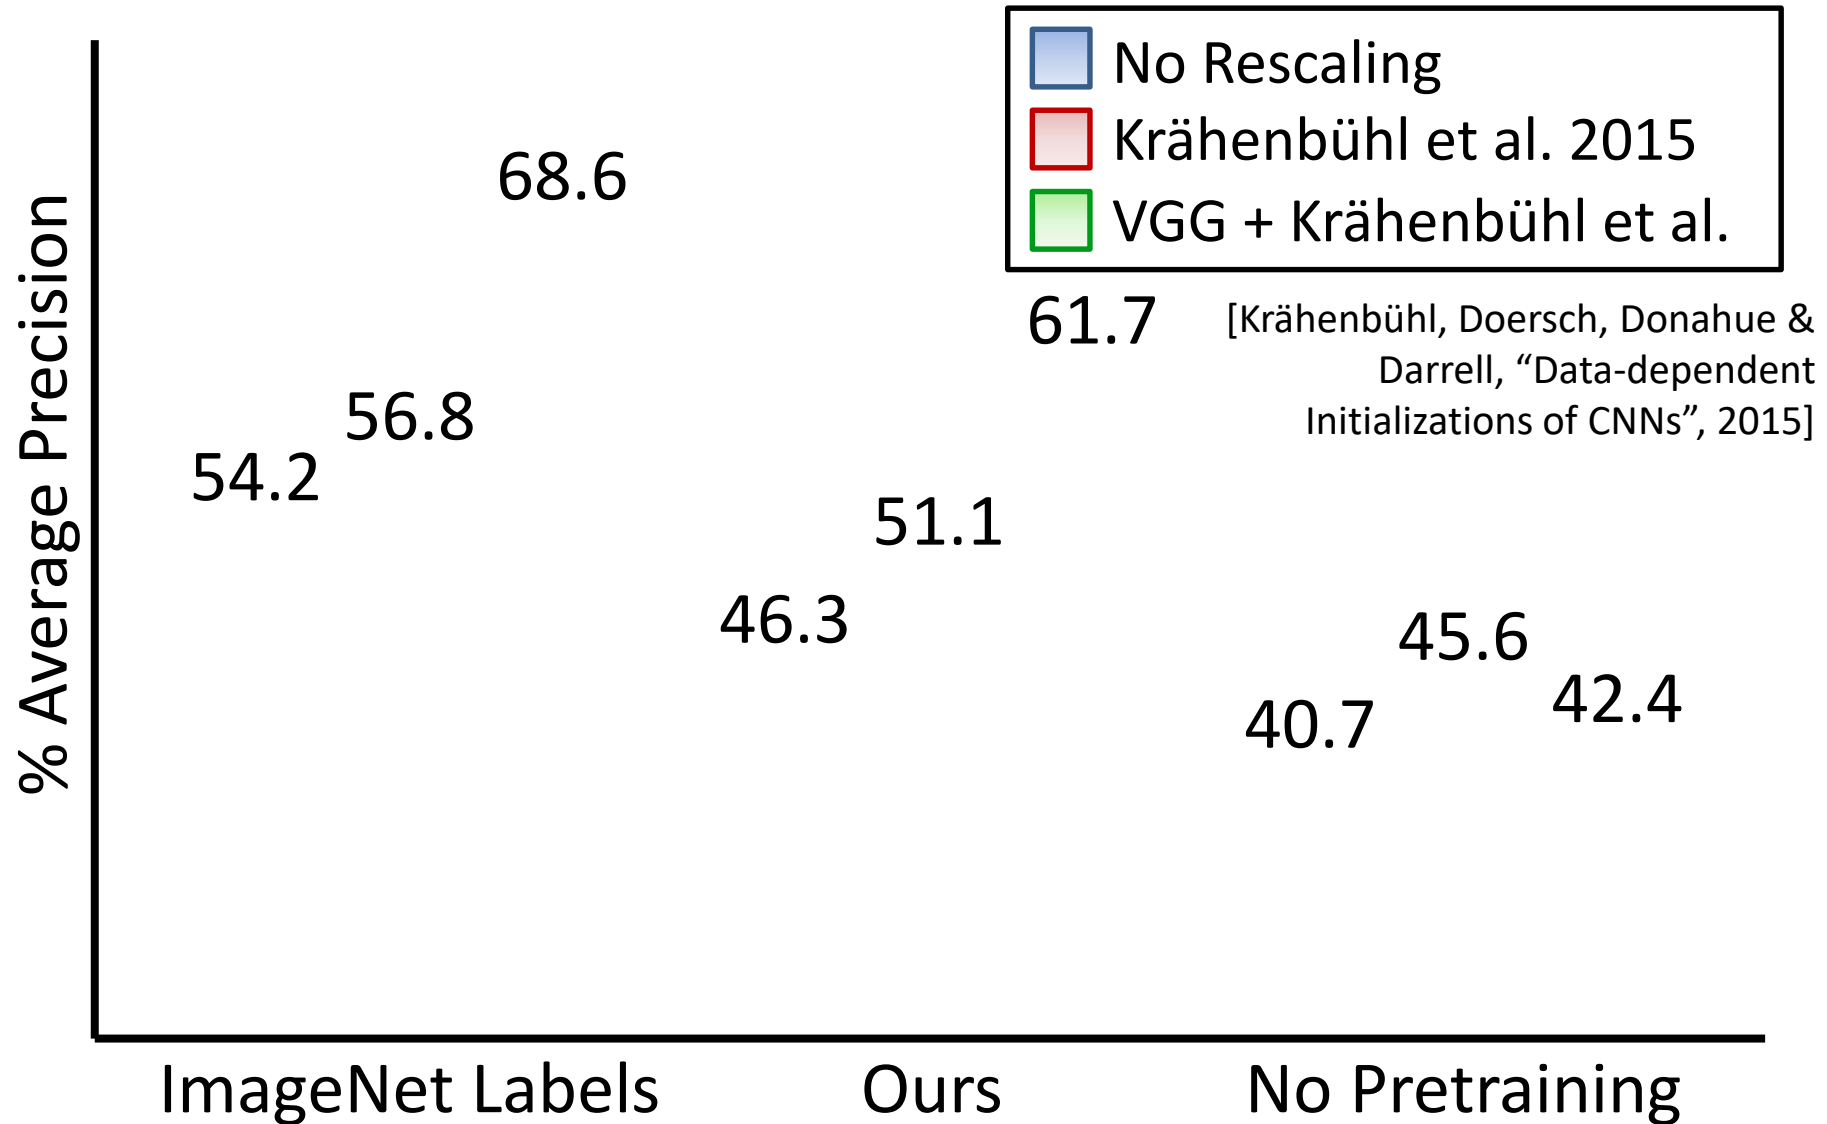 No Rescaling
Krähenbühl et al. 2015
VGG + Krähenbühl et al.
[Krähenbühl, Doersch, Donahue &
Darrell, “Data-dependent
Initializations of CNNs”, 2015]
% Average Precision
54.2
56.8
68.6
46.3
51.1
61.7
40.7
45.6
42.4
ImageNet Labels
Ours
No Pretraining